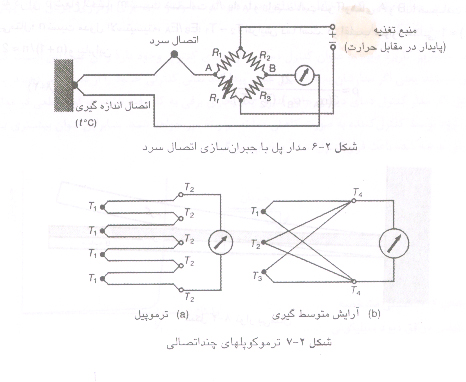 منبع تغذیه
(پایدار در مقابل حرارت)
+
اتصال سرد
R1
R2
A
B
Rr
R3
اتصال اندازه گیری
(t°C)
شکل ۲-۶ مدار پل با جبران‌سازی اتصال سرد
T2
T1
T2
T1
T2
T1
T2
T1
T2
T4
T1
T2
T3
T4
(a) ترموپیل
(b) آرایش متوسط گیری
شکل ۲-۷ ترموکوپلهای چنداتصالی